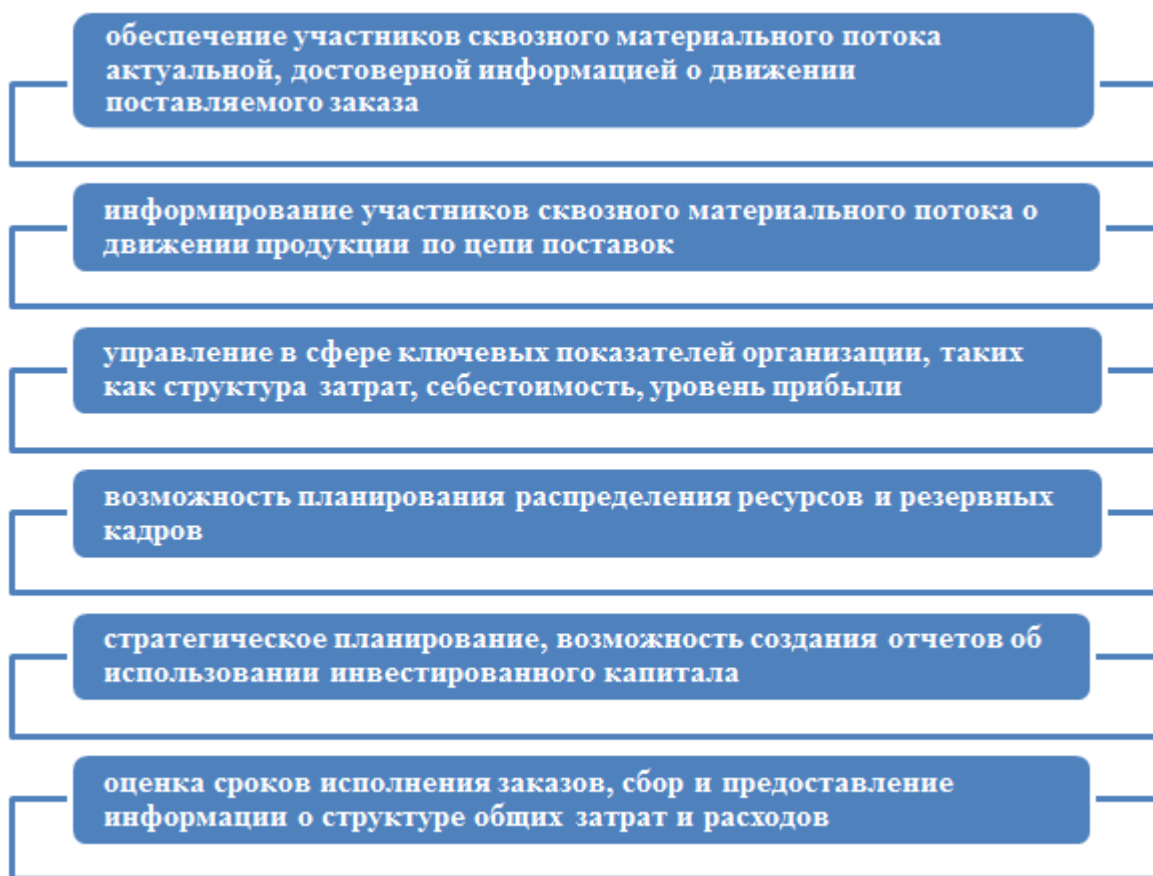 обеспечение участников сквозного материального потока
актуальной, достоверной информацией о движении
поставляемого заказа
информирование участников сквозного материального потока о
движении продукции по цепи поставок
управление в сфере ключевых показателей организации, таких
как структура затрат, себестоимость, уровень прибыли
возможность планирования распределения ресурсов и резервных
кадров
стратегическое планирование, возможность создания отчетов об
использовании инвестированного капитала
оценка сроков исполнения заказов, сбор и предоставление
информации о структуре общих затрат и расходов